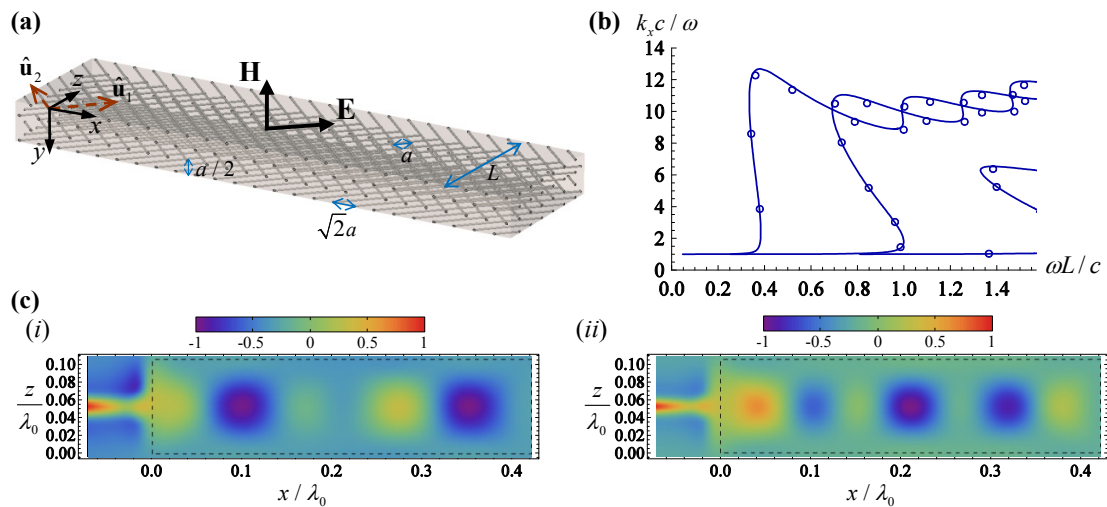 (a)
û₂
z
û₁
x
y
H
E
a
L
a / 2
√2a
(b)
kₓc / ω
14
12
10
8
6
4
2
0
0.0 0.2 0.4 0.6 0.8 1.0 1.2 1.4
ωL / c
(c)
(i)
-1 -0.5 0 0.5 1
z
λ₀
0.10
0.08
0.06
0.04
0.02
0.00
0.0 0.1 0.2 0.3 0.4
x / λ₀
(ii)
-1 -0.5 0 0.5 1
z
λ₀
0.10
0.08
0.06
0.04
0.02
0.00
0.0 0.1 0.2 0.3 0.4
x / λ₀